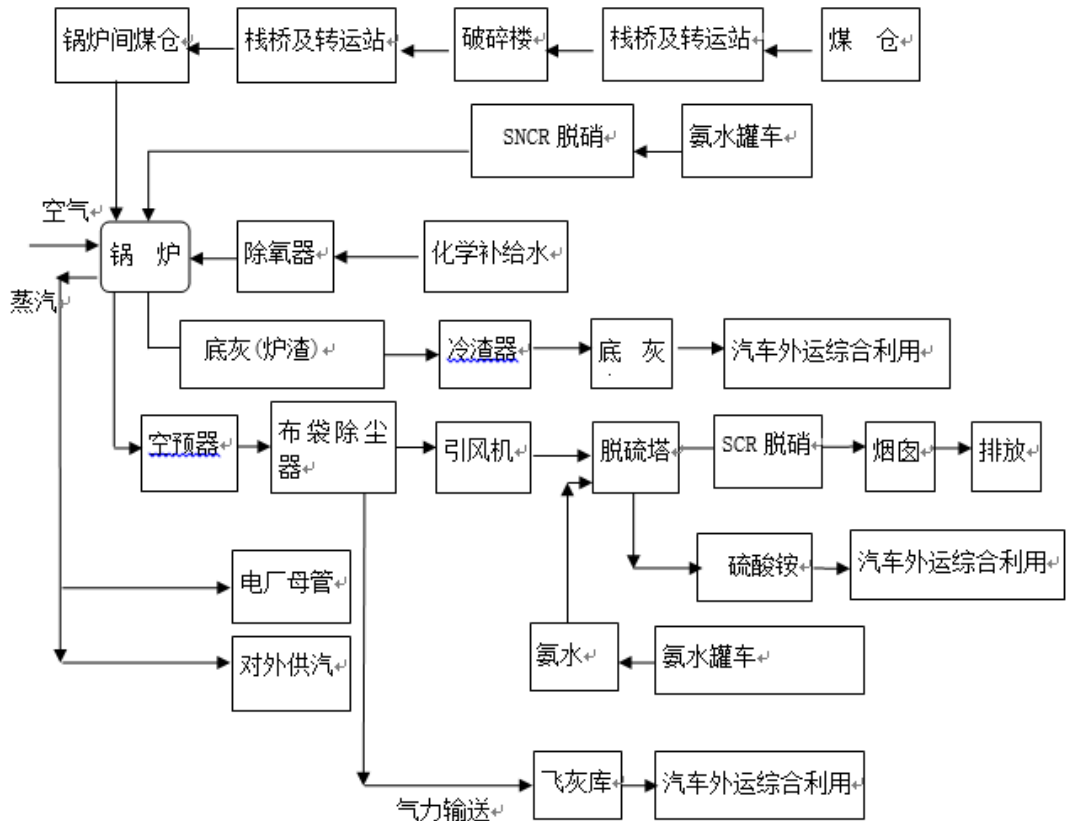 锅炉间煤仓↵
栈桥及转运站↵
破碎楼↵
栈桥及转运站↵
煤 仓↵
SNCR 脱硝↵
氨水罐车↵
空气↵
锅 炉
除氧器↵
化学补给水↵
蒸汽↵
底灰(炉渣)↵
冷渣器↵
底 灰↵
汽车外运综合利用↵
空预器↵
布袋除尘
器↵
引风机↵
脱硫塔↵
SCR 脱硝↵
烟囱↵
排放↵
硫酸铵↵
汽车外运综合利用↵
电厂母管↵
对外供汽↵
氨水↵
氨水罐车↵
飞灰库↵
汽车外运综合利用↵
气力输送↵